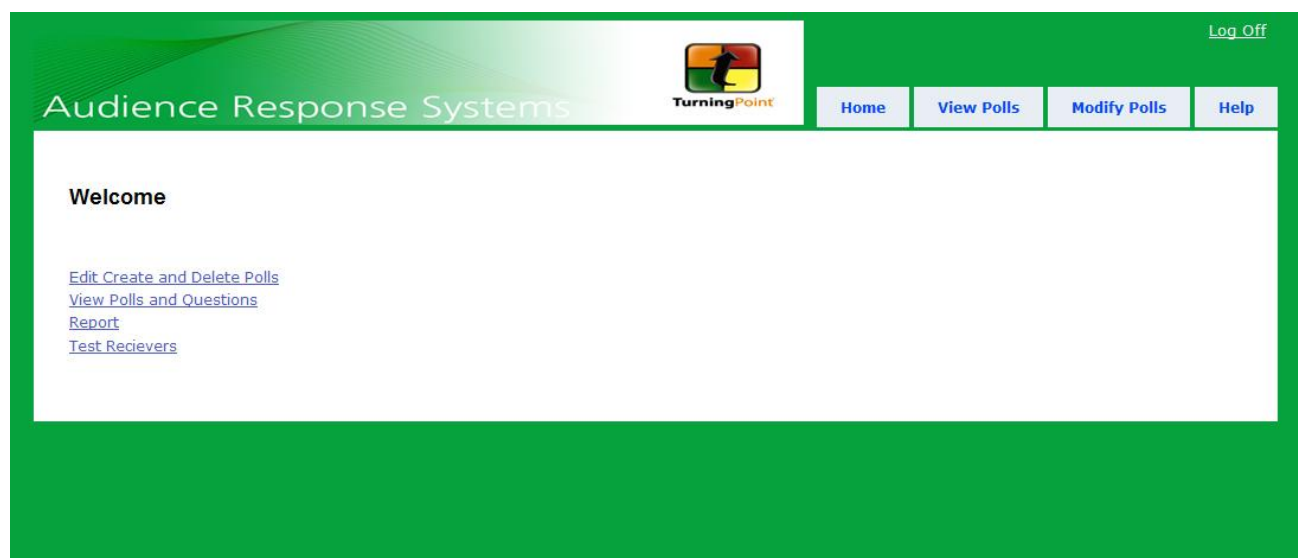 Log Off
Audience Response Systems
TurningPoint
Home View Polls Modify Polls Help
Welcome
Edit Create and Delete Polls
View Polls and Questions
Report
Test Recievers